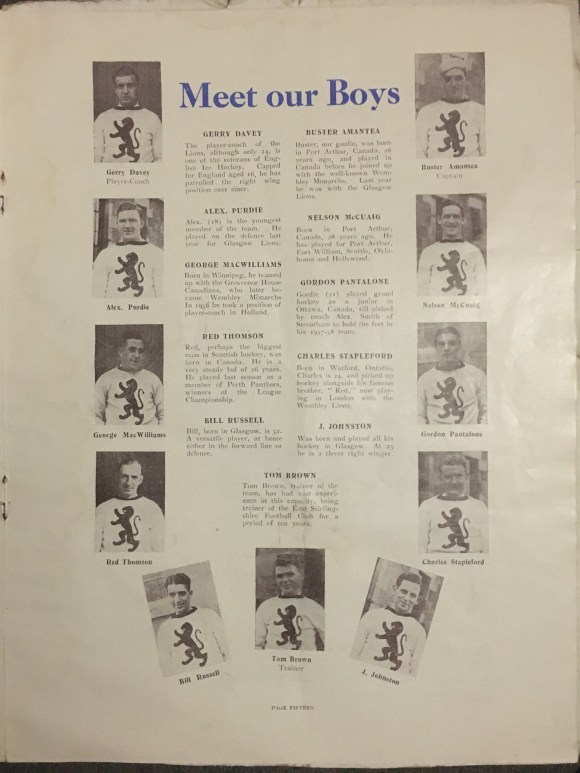 Meet our Boys
Gerry Davey
Player-Coach
Alex. Purdie
George MacWilliams
Red Thomson
GERRY DAVEY
The player-coach of the
Lions, although only 24, is
one of the veterans of Eng-
lish Ice Hockey. Capped
for England aged 16, he has
patrolled the right wing
position ever since.
ALEX. PURDIE
Alex. (18) is the youngest
member of the team. He
played on the defence last
year for Glasgow Lions.
GEORGE MACWILLIAMS
Born in Winnipeg, he teamed
up with the Grosvenor House
Canadians, who later be-
came Wembley Monarchs
In 1936 he took a position of
player-coach in Holland.
RED THOMSON
Red, perhaps the biggest
man in Scottish hockey, was
born in Canada. He is a
very steady lad of 26 years.
He played last season as a
member of Perth Panthers,
winners of the League
Championship.
BILL RUSSELL
Bill, born in Glasgow, is 32.
A versatile player, at home
either in the forward line or
defence.
BUSTER AMANTEA
Buster, our goalie, was born
in Port Arthur, Canada, 26
years ago, and played in
Canada before he joined up
with the well-known Wem-
bley Monarchs. Last year
he was with the Glasgow
Lions.
NELSON McCUAIG
Born in Port Arthur,
Canada, 28 years ago. He
has played for Port Arthur,
Fort William, Seattle, Okla-
homa and Hollywood.
GORDON PANTALONE
Gordie (21) played grand
hockey as a junior in
Ottawa, Canada, till picked
by coach Alex. Smith of
Streatham to hold the fort in
his 1937-38 team.
CHARLES STAPLEFORD
Born in Watford, Ontario,
Charles is 24, and picked up
hockey alongside his famous
brother, "Red," now play-
ing in London with the
Wembley Lions.
J. JOHNSTON
Was born and played all his
hockey in Glasgow. At 23
he is a clever right winger.
TOM BROWN
Tom Brown, trainer of the
team, has had vast experi-
ence in this capacity, being
trainer of the East Stirling-
shire Football Club for a
period of ten years.
Buster Amantea
Captain
Nelson McCuaig
Gordon Pantalone
Charles Stapleford
Bill Russell
Tom Brown
Trainer
J. Johnston
PAGE FIFTEEN